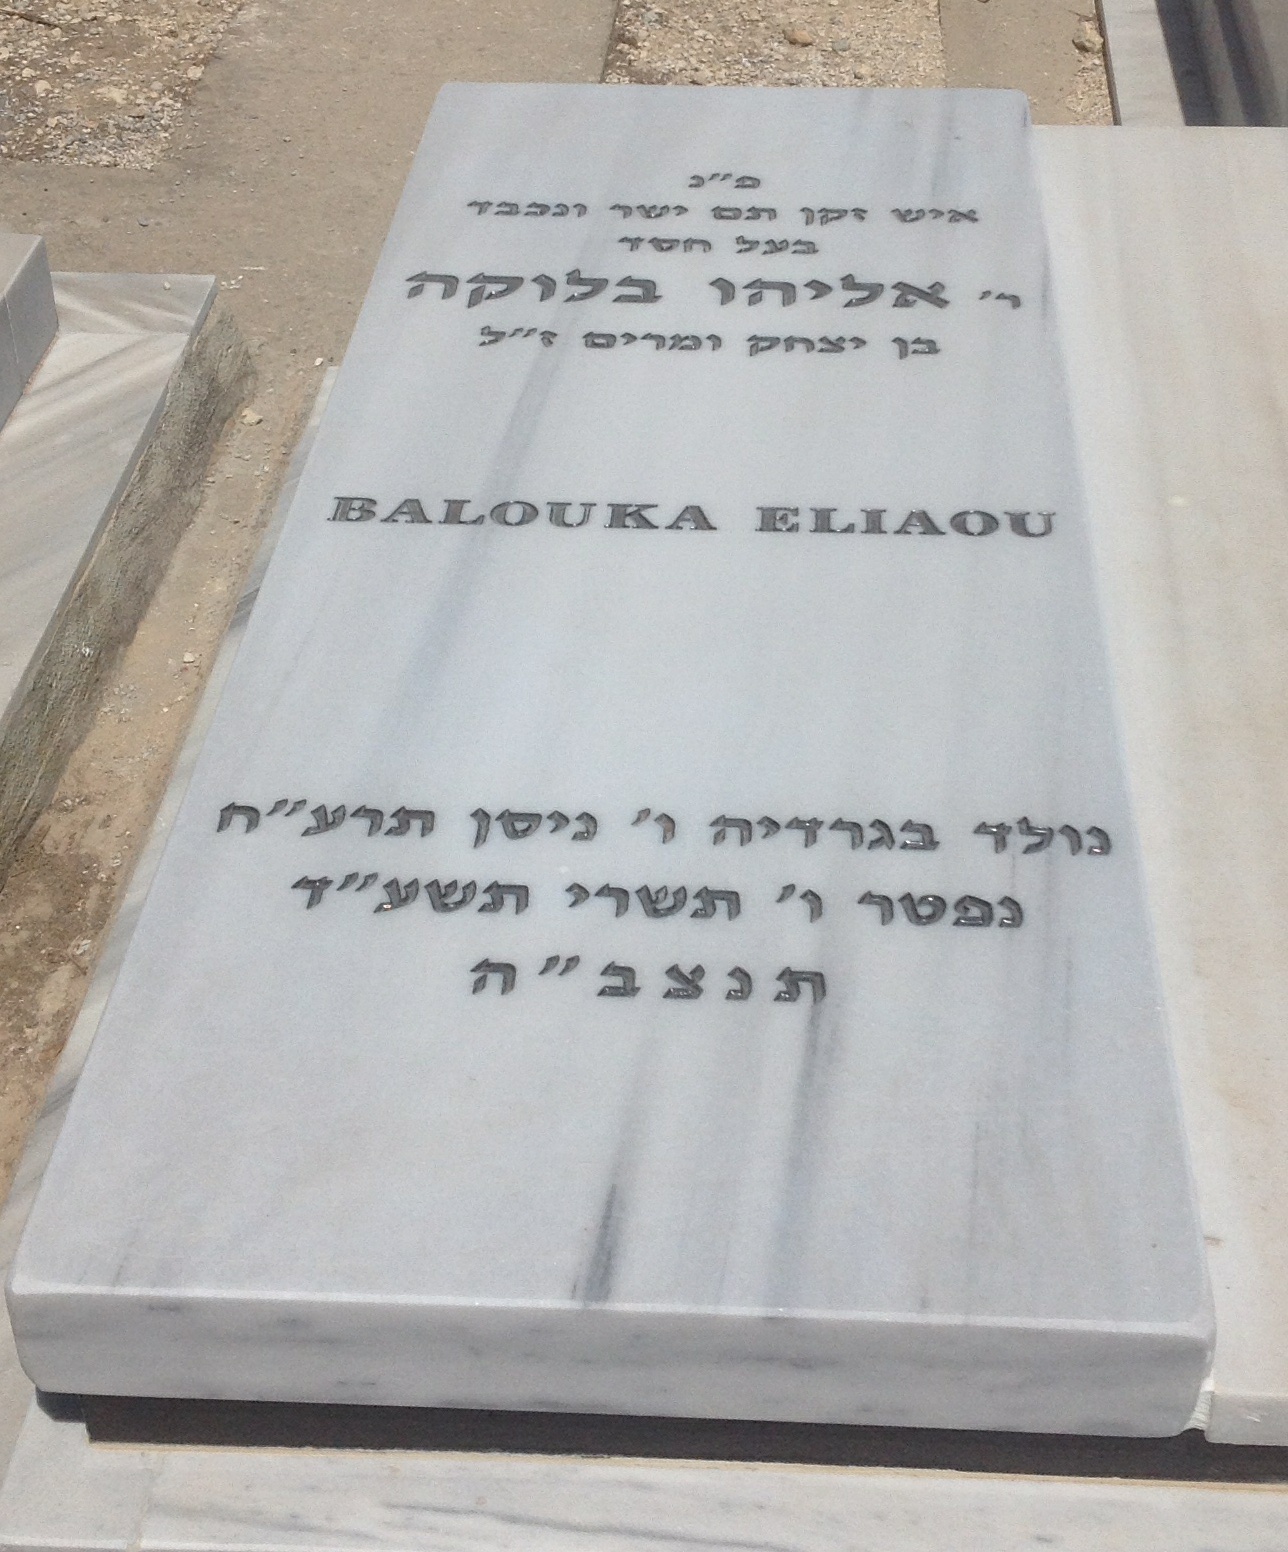 פ״נ
איש זקן תם ישר ונכבד
בעל חסד
ר׳ אליהו בלוקה
בן יצחק ומרים ז״ל
BALOUKA ELIAOU
נולד בגרדיה ו׳ ניסן תרע״ח
נפטר ו׳ תשרי תשע״ד
תנצב״ה